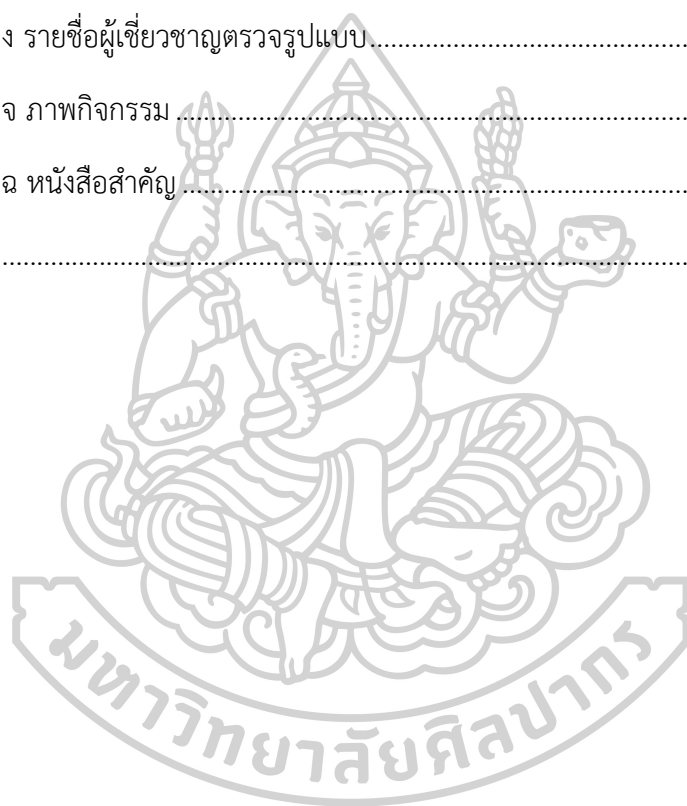 ง รายชื่อผู้เชี่ยวชาญตรวจรูปแบบ.......................................
จ ภาพกิจกรรม ................................................................
ฉ หนังสือสำคัญ ...............................................................
.......................................................................................
มหาวิทยาลัยศิลปากร